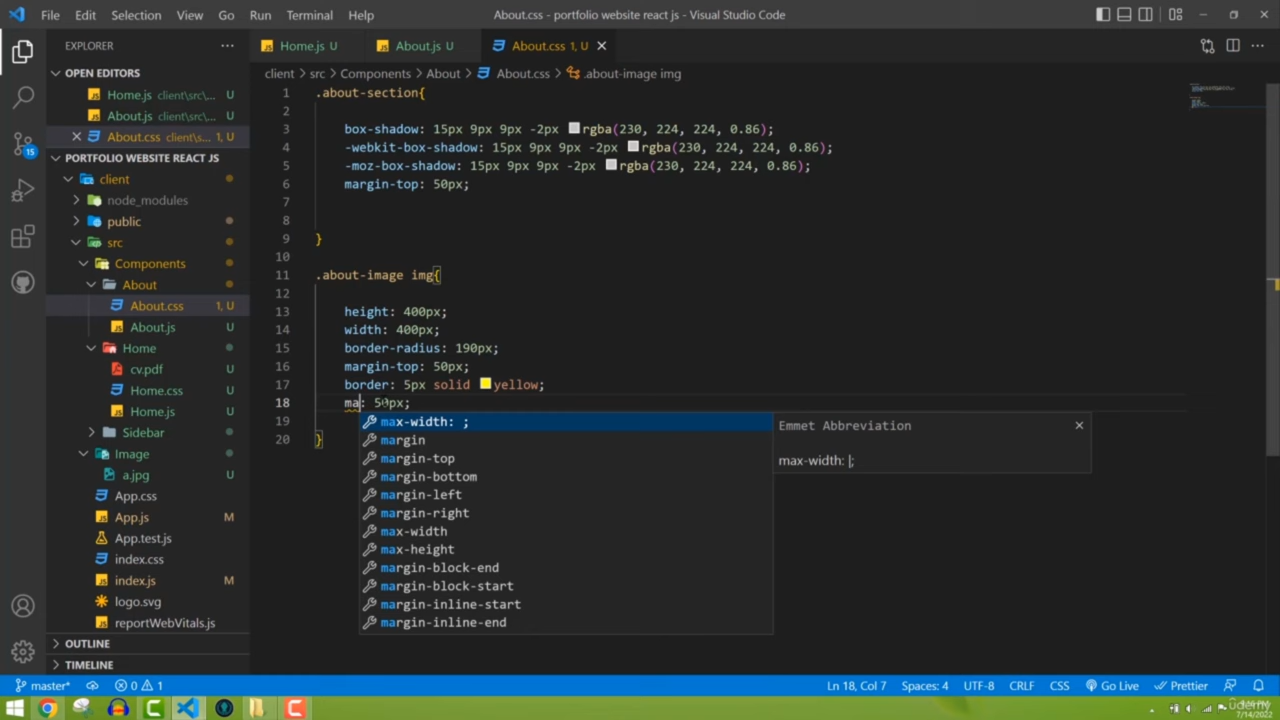 File Edit Selection View Go Run Terminal Help About.css - portfolio website react js - Visual Studio Code
EXPLORER
Home.js U About.js U About.css 1, U
OPEN EDITORS
client > src > Components > About > About.css > .about-image img
Home.js client\src\... U
About.js client\src\... U
About.css client\s... 1, U
PORTFOLIO WEBSITE REACT JS
client
node_modules
public
src
Components
About
About.css 1, U
About.js U
Home
cv.pdf U
Home.css U
Home.js U
Sidebar
Image
a.jpg U
App.css
App.js M
App.test.js
index.css
index.js M
logo.svg
reportWebVitals.js
OUTLINE
TIMELINE
15
1 .about-section{
2
3 box-shadow: 15px 9px 9px -2px rgba(230, 224, 224, 0.86);
4 -webkit-box-shadow: 15px 9px 9px -2px rgba(230, 224, 224, 0.86);
5 -moz-box-shadow: 15px 9px 9px -2px rgba(230, 224, 224, 0.86);
6 margin-top: 50px;
7
8
9 }
10
11 .about-image img{
12
13 height: 400px;
14 width: 400px;
15 border-radius: 190px;
16 margin-top: 50px;
17 border: 5px solid yellow;
18 ma: 50px;
19
20 }
max-width: ;
margin
margin-top
margin-bottom
margin-left
margin-right
max-width
max-height
margin-block-end
margin-block-start
margin-inline-start
margin-inline-end
Emmet Abbreviation
max-width: |;
master* 0 1 Ln 18, Col 7 Spaces: 4 UTF-8 CRLF CSS Go Live Prettier
udemy
7/14/2022